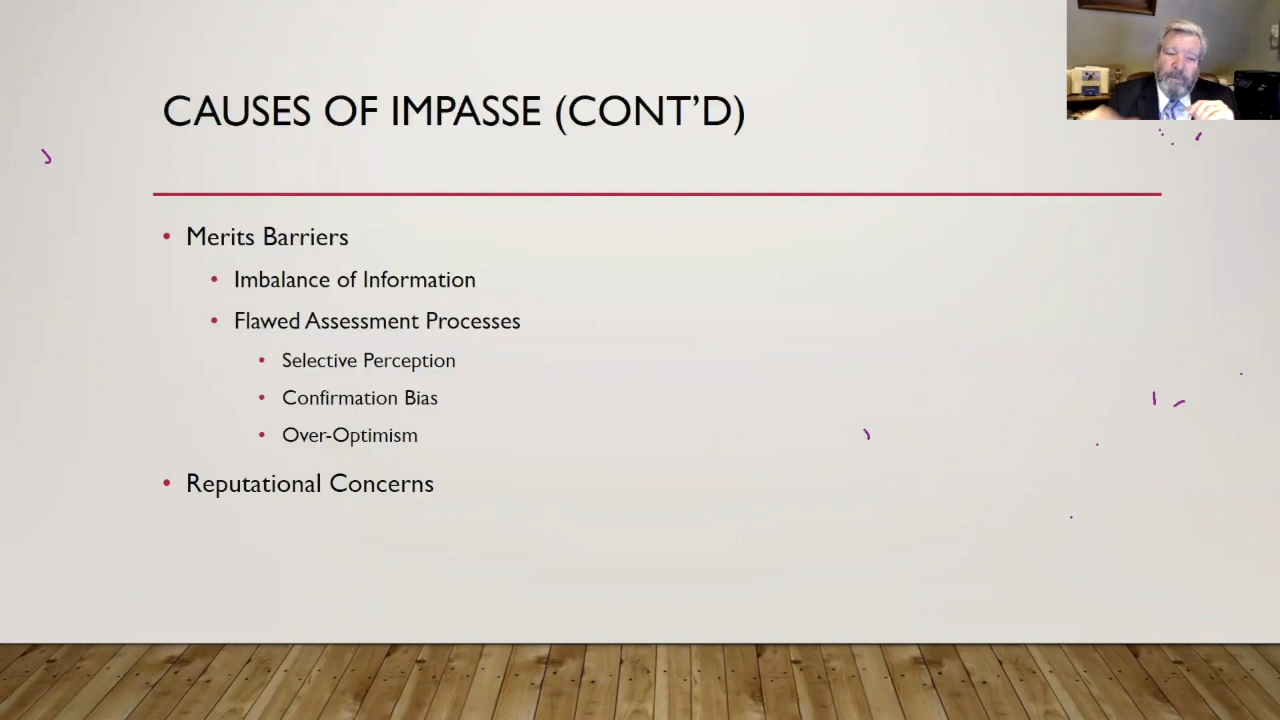 CAUSES OF IMPASSE (CONT’D)
• Merits Barriers
• Imbalance of Information
• Flawed Assessment Processes
• Selective Perception
• Confirmation Bias
• Over-Optimism
• Reputational Concerns